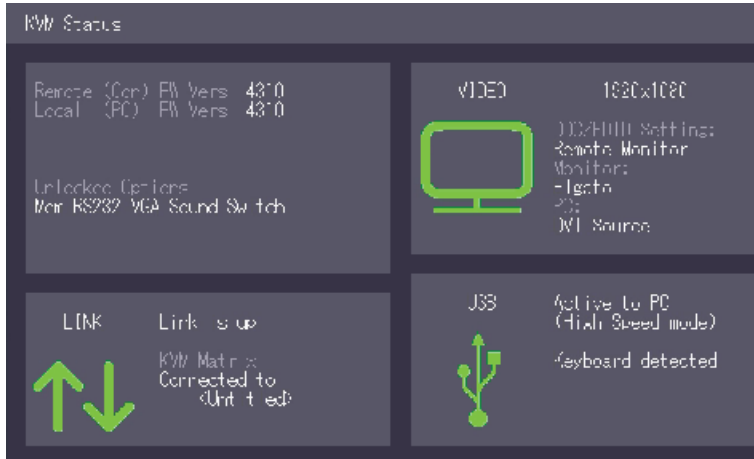 KVM Status
Remote (Con) FW Vers 4310
Local (PC) FW Vers 4310
Unlocked Options
Mem RS232 VGA Sound Switch
VIDEO 1920x1080
DDC/EDID Setting:
Remote Monitor
Monitor:
Elgato
PC:
DVI Source
LINK Link is up
KVM Matrix
Connected to
<Untitled>
USB Active to PC
(High Speed mode)
Keyboard detected